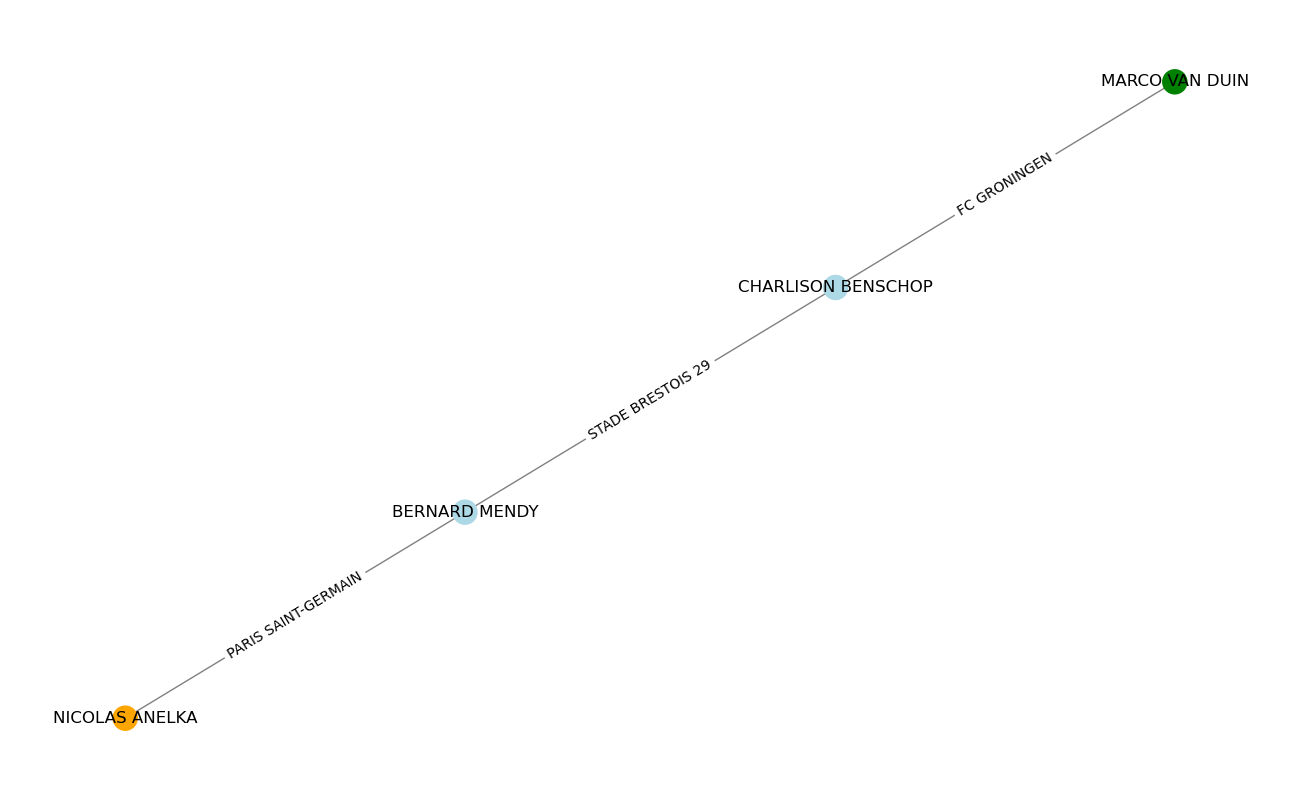 MARCO VAN DUIN
FC GRONINGEN
CHARLISON BENSCHOP
STADE BRESTOIS 29
BERNARD MENDY
PARIS SAINT-GERMAIN
NICOLAS ANELKA